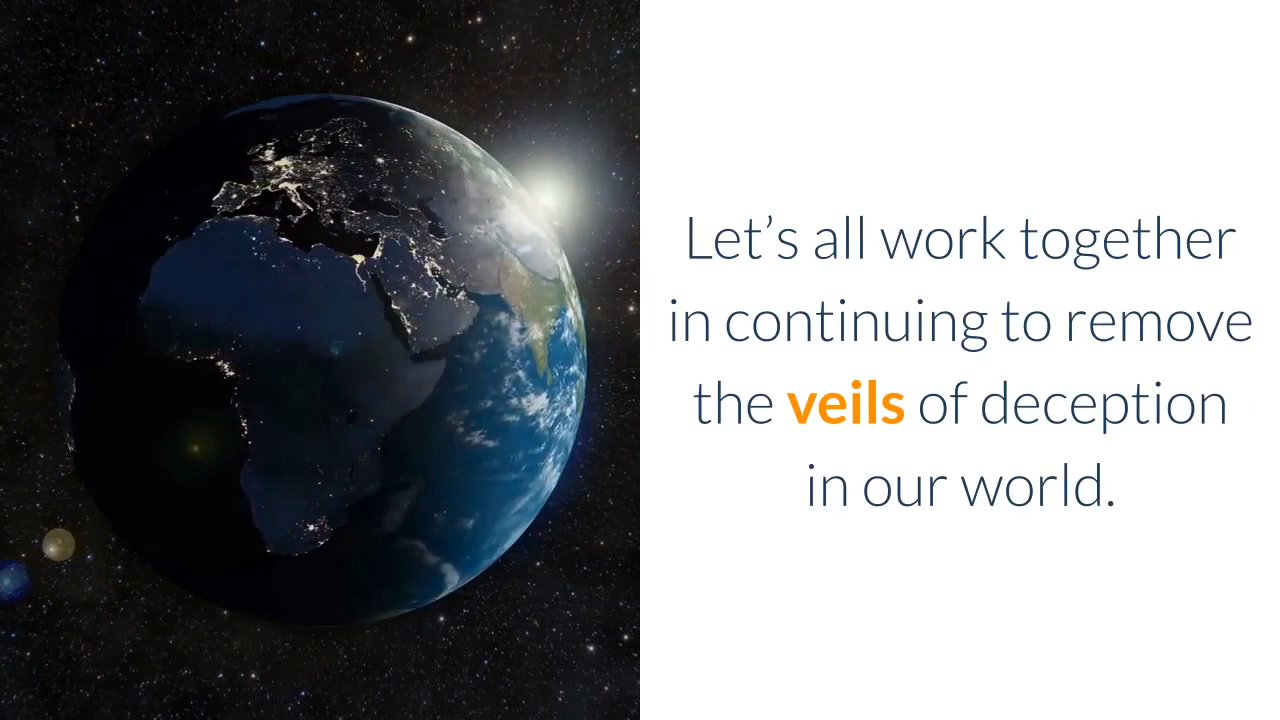 Let’s all work together
in continuing to remove
the veils of deception
in our world.